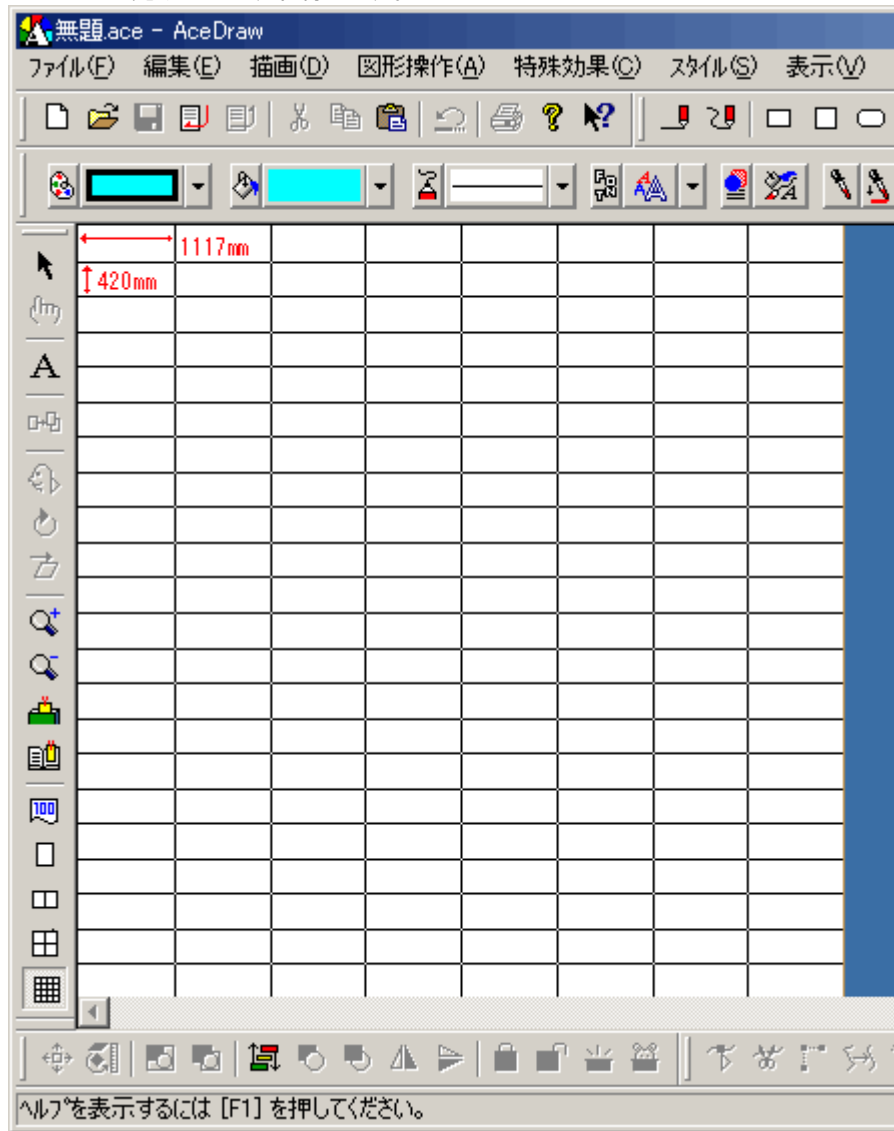 無題.ace - AceDraw
ﾌｧｲﾙ(F) 編集(E) 描画(D) 図形操作(A) 特殊効果(C) ｽﾀｲﾙ(S) 表示(V)
1117mm
420mm
A
100
ﾍﾙﾌﾟを表示するには [F1] を押してください。